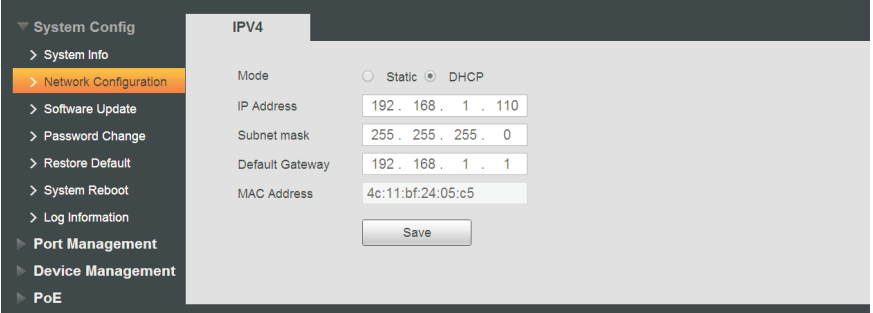 System Config
System Info
Network Configuration
Software Update
Password Change
Restore Default
System Reboot
Log Information
Port Management
Device Management
PoE
IPV4
Mode Static DHCP
IP Address 192 . 168 . 1 . 110
Subnet mask 255 . 255 . 255 . 0
Default Gateway 192 . 168 . 1 . 1
MAC Address 4c:11:bf:24:05:c5
Save